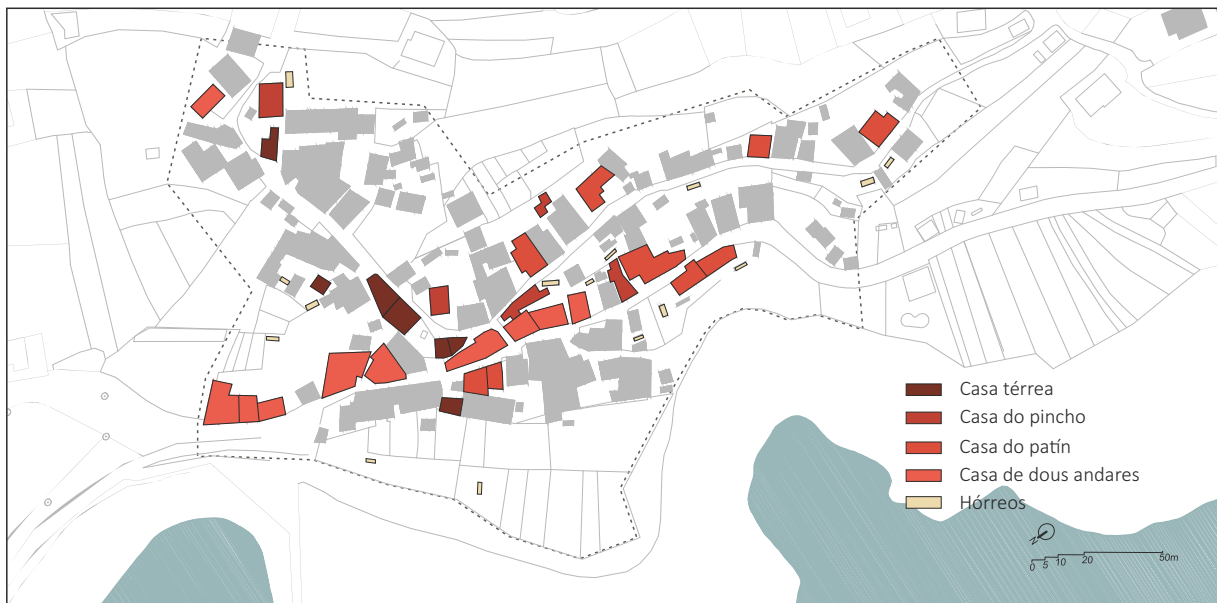 Casa térrea
Casa do pincho
Casa do patín
Casa de dous andares
Hórreos
0 5 10 20 50m